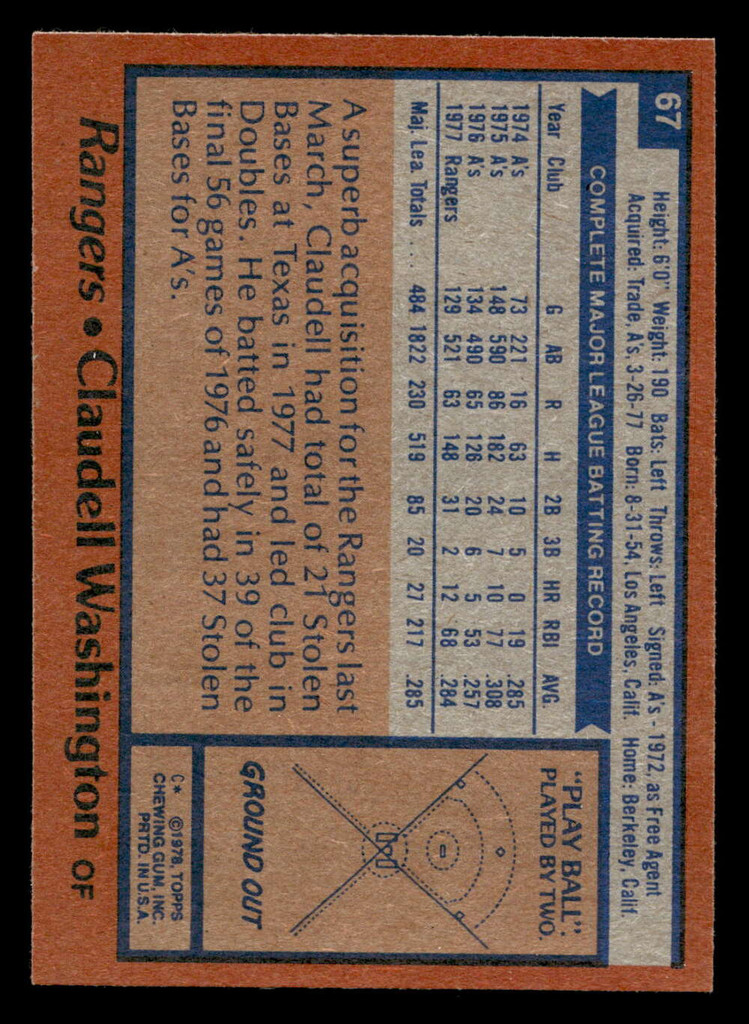 67
Height: 6'0" Weight: 190 Bats: Left Throws: Left Signed: A's - 1972, as Free Agent
Acquired: Trade, A's, 3-26-77 Born: 8-31-54, Los Angeles, Calif. Home: Berkeley, Calif.
COMPLETE MAJOR LEAGUE BATTING RECORD
Year Club G AB R H 2B 3B HR RBI AVG.
1974 A's 73 221 16 63 10 5 0 19 .285
1975 A's 148 590 86 182 24 7 10 77 .308
1976 A's 134 490 65 126 20 6 5 53 .257
1977 Rangers 129 521 63 148 31 2 12 68 .284
Maj. Lea. Totals .... 484 1822 230 519 85 20 27 217 .285
A superb acquisition for the Rangers last
March, Claudell had total of 21 Stolen
Bases at Texas in 1977 and led club in
Doubles. He batted safely in 39 of the
final 56 games of 1976 and had 37 Stolen
Bases for A's.
"PLAY BALL":
PLAYED BY TWO.
GROUND OUT
C* ©1978, TOPPS
CHEWING GUM, INC.
PRTD. IN U.S.A.
Rangers • Claudell Washington OF